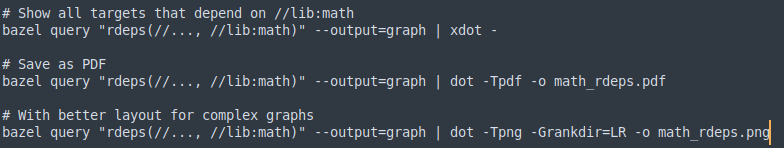 # Show all targets that depend on //lib:math
bazel query "rdeps(//..., //lib:math)" --output=graph | xdot -
# Save as PDF
bazel query "rdeps(//..., //lib:math)" --output=graph | dot -Tpdf -o math_rdeps.pdf
# With better layout for complex graphs
bazel query "rdeps(//..., //lib:math)" --output=graph | dot -Tpng -Grankdir=LR -o math_rdeps.png